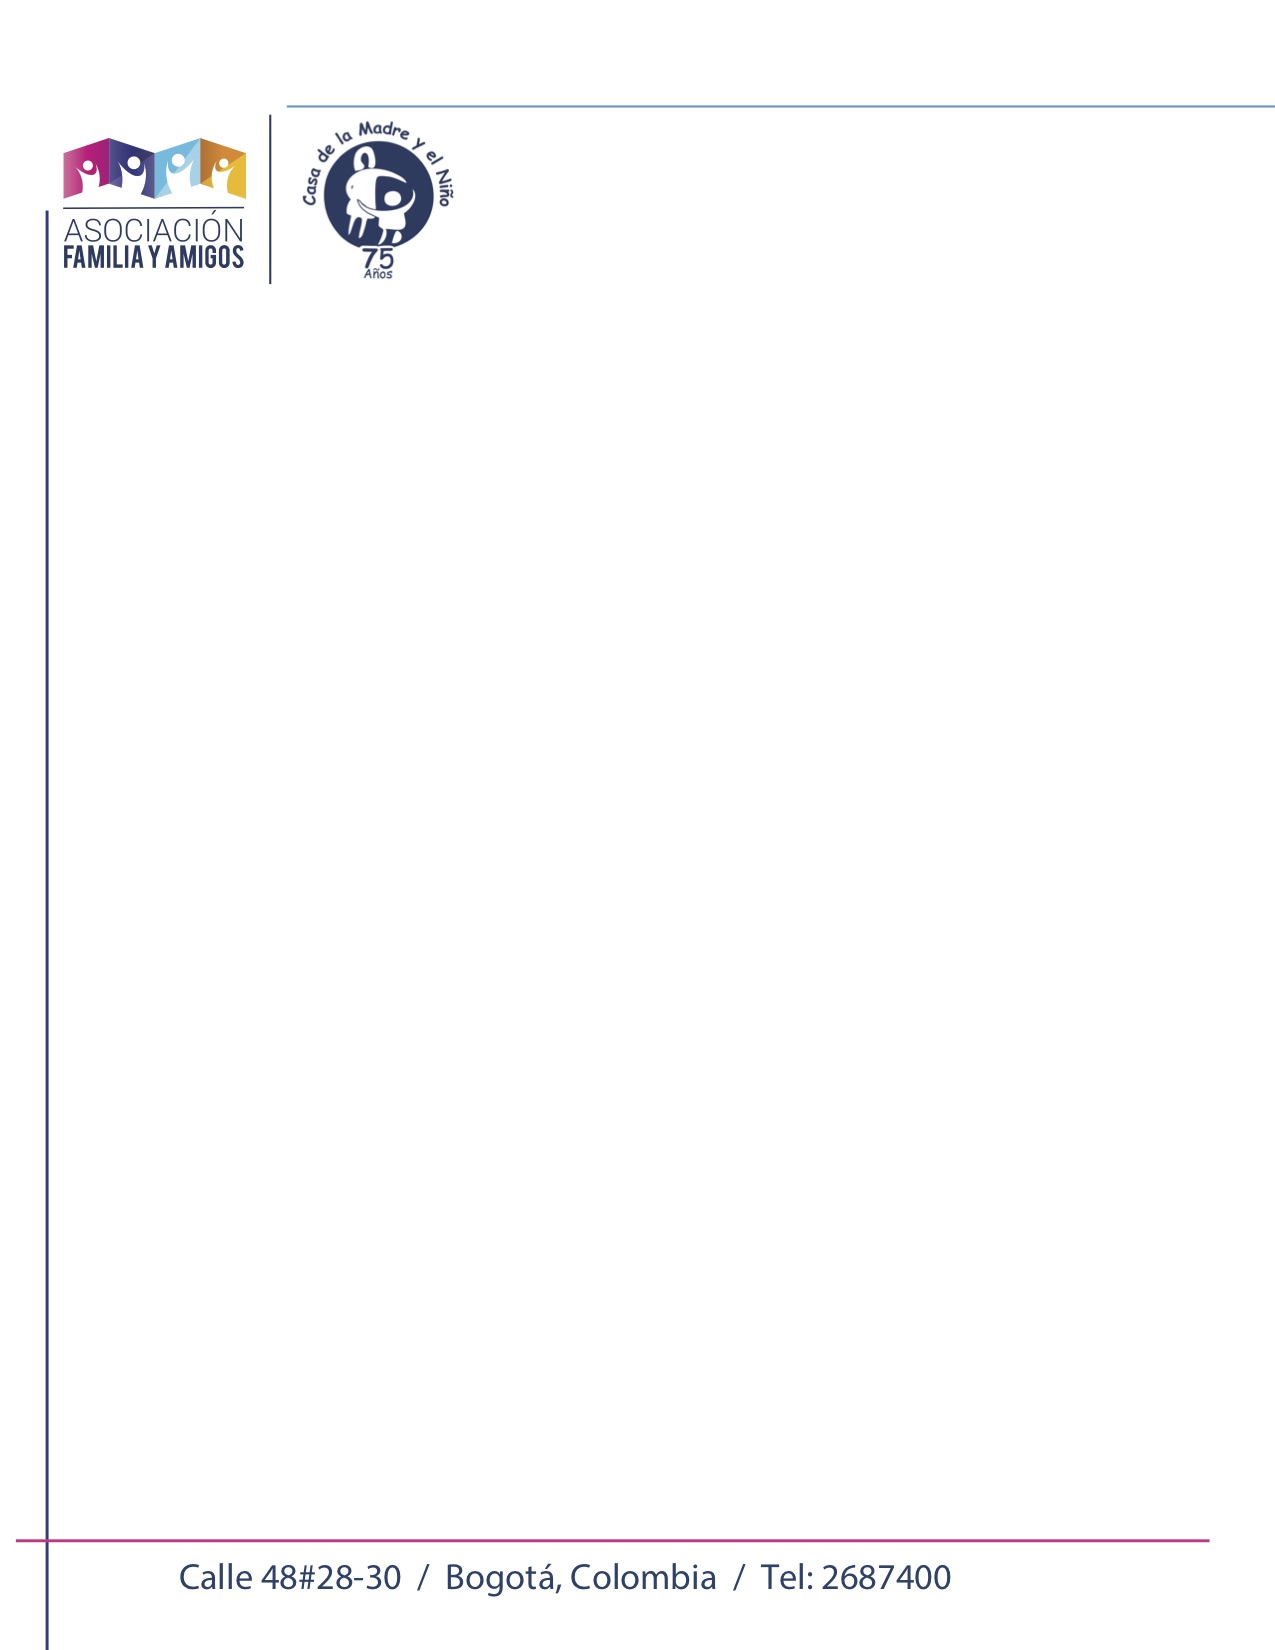 ASOCIACIÓN
FAMILIA Y AMIGOS
Casa de la Madre y el Niño
75
Años
Calle 48#28-30 / Bogotá, Colombia / Tel: 2687400